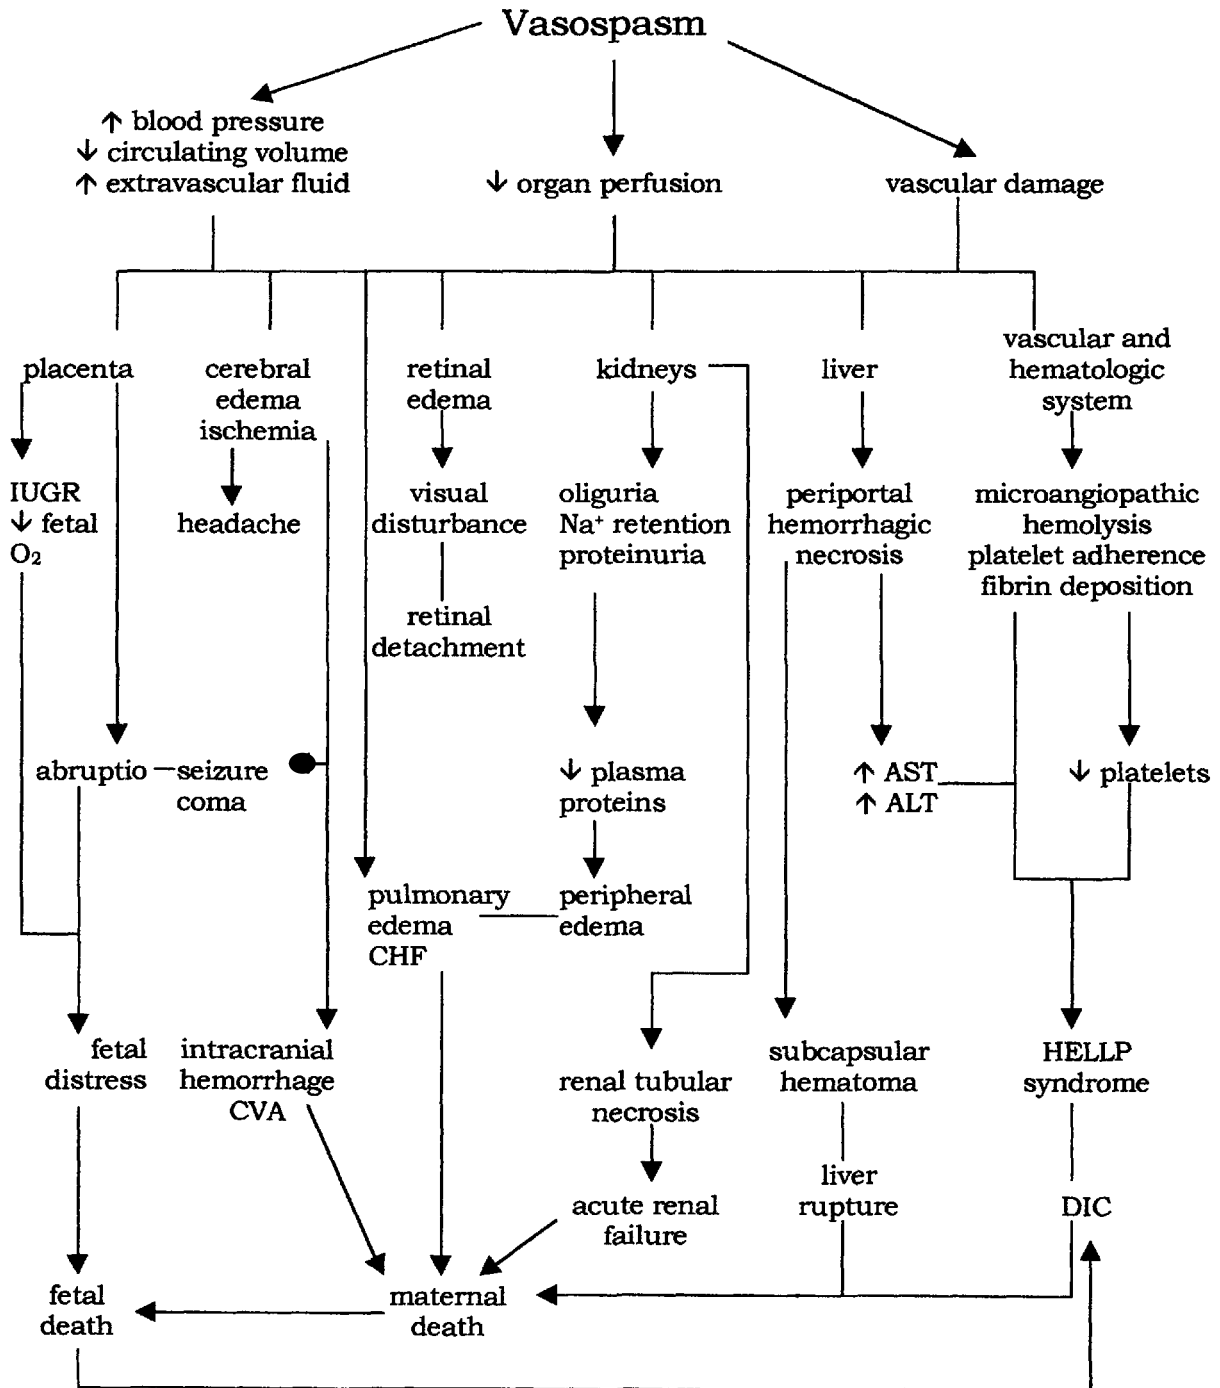 Vasospasm
↑ blood pressure
↓ circulating volume
↑ extravascular fluid
↓ organ perfusion
vascular damage
placenta
cerebral
edema
ischemia
retinal
edema
kidneys
liver
vascular and
hematologic
system
IUGR
↓ fetal
O₂
headache
visual
disturbance
retinal
detachment
oliguria
Na⁺ retention
proteinuria
periportal
hemorrhagic
necrosis
microangiopathic
hemolysis
platelet adherence
fibrin deposition
abruptio
seizure
coma
↓ plasma
proteins
↑ AST
↑ ALT
↓ platelets
pulmonary
edema
CHF
peripheral
edema
fetal
distress
intracranial
hemorrhage
CVA
renal tubular
necrosis
subcapsular
hematoma
HELLP
syndrome
acute renal
failure
liver
rupture
DIC
fetal
death
maternal
death